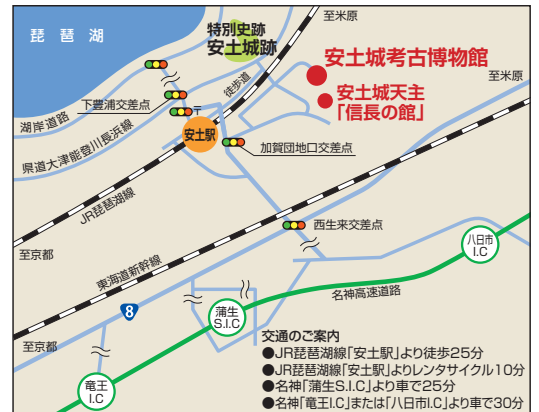 琵琶湖
特別史跡
安土城跡
至米原
安土城考古博物館
安土城天主
「信長の館」
至米原
徒歩道
下豊浦交差点
〒
湖岸道路
安土駅
県道大津能登川長浜線
加賀団地口交差点
JR琵琶湖線
西生来交差点
八日市
I.C
至京都
東海道新幹線
名神高速道路
8
蒲生
S.I.C
至京都
竜王
I.C
交通のご案内
●JR琵琶湖線「安土駅」より徒歩25分
●JR琵琶湖線「安土駅」よりレンタサイクル10分
●名神「蒲生S.I.C」より車で25分
●名神「竜王I.C」または「八日市I.C」より車で30分